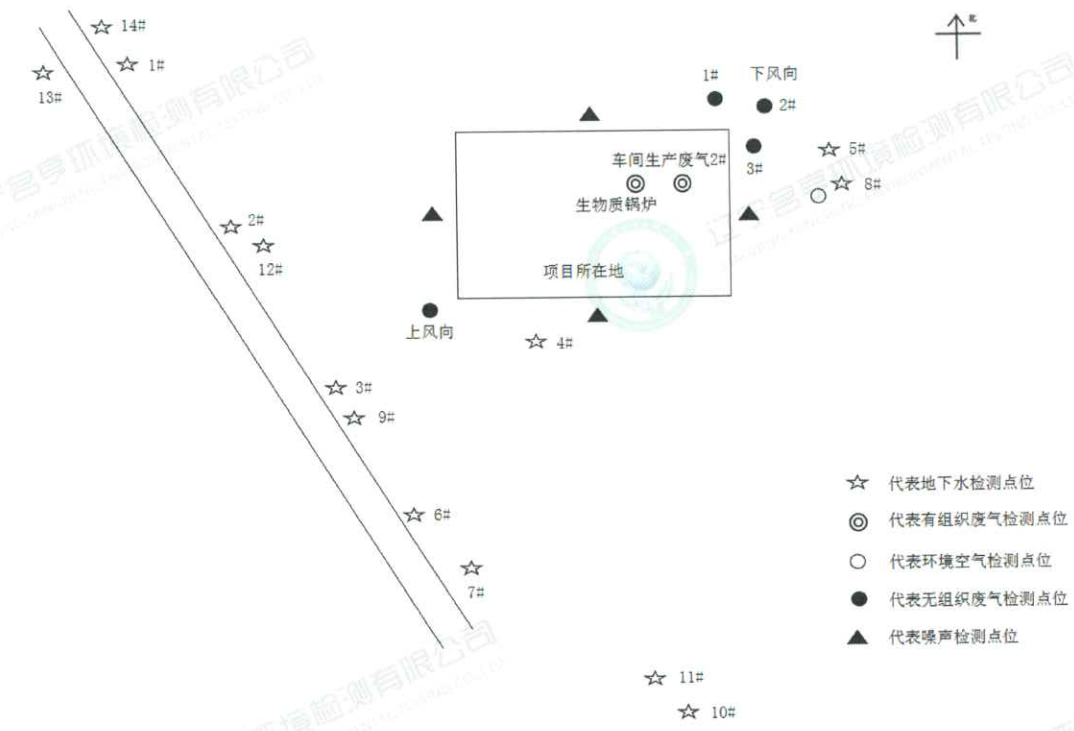 14#
北
1#
13#
1#
下风向
2#
3#
5#
8#
车间生产废气2#
生物质锅炉
2#
12#
项目所在地
上风向
4#
3#
9#
6#
7#
11#
10#
代表地下水检测点位
代表有组织废气检测点位
代表环境空气检测点位
代表无组织废气检测点位
代表噪声检测点位